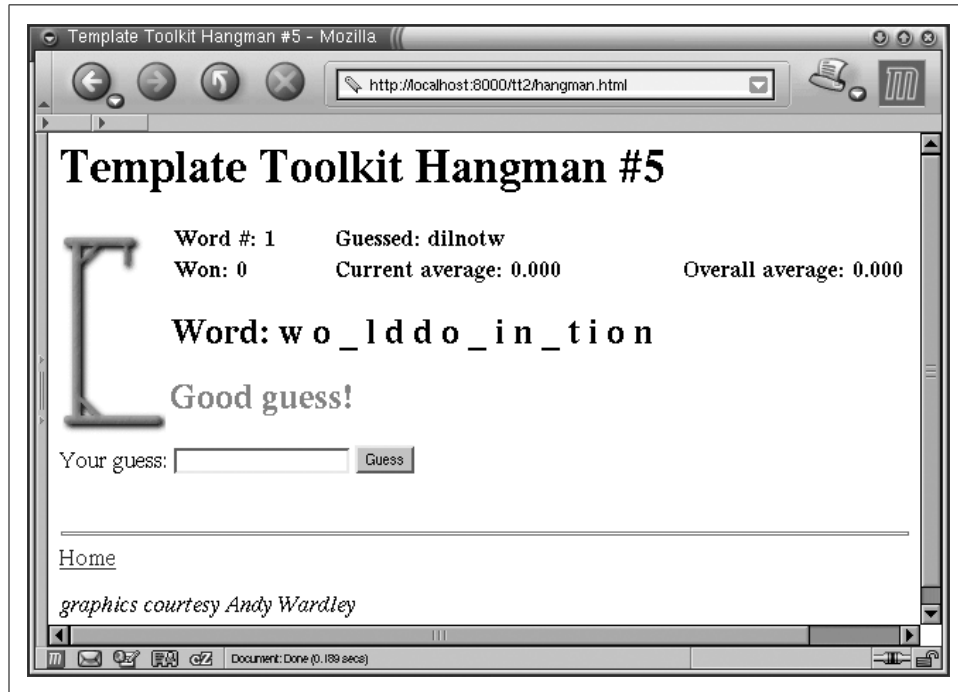 Template Toolkit Hangman #5 - Mozilla
http://localhost:8000/tt2/hangman.html
Template Toolkit Hangman #5
Word #: 1 Guessed: dilnotw
Won: 0 Current average: 0.000 Overall average: 0.000
Word: w o _ l d d o _ i n _ t i o n
Good guess!
Your guess: Guess
Home
graphics courtesy Andy Wardley
Document: Done (0.189 secs)